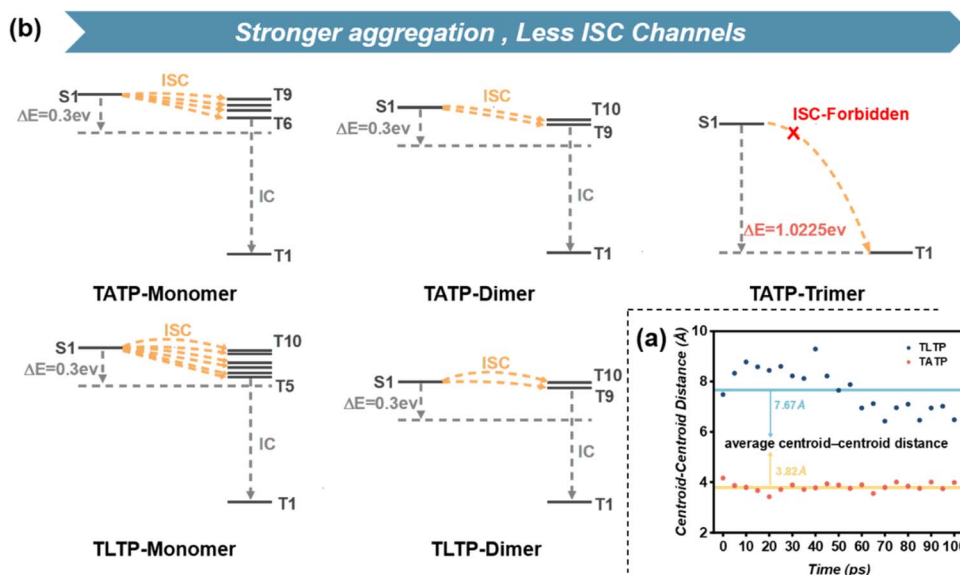 (b)
Stronger aggregation , Less ISC Channels
ISC
S1
T9
ΔE=0.3ev
T6
IC
T1
TATP-Monomer
ISC
S1
T10
ΔE=0.3ev
T9
IC
T1
TATP-Dimer
S1
ISC-Forbidden
ΔE=1.0225ev
T1
TATP-Trimer
ISC
S1
T10
ΔE=0.3ev
T5
IC
T1
TLTP-Monomer
ISC
S1
T10
ΔE=0.3ev
T9
IC
T1
TLTP-Dimer
(a)
Centroid-Centroid Distance (Å)
10
8
6
4
2
TLTP
TATP
7.67Å
average centroid–centroid distance
3.82Å
0 10 20 30 40 50 60 70 80 90 100
Time (ps)